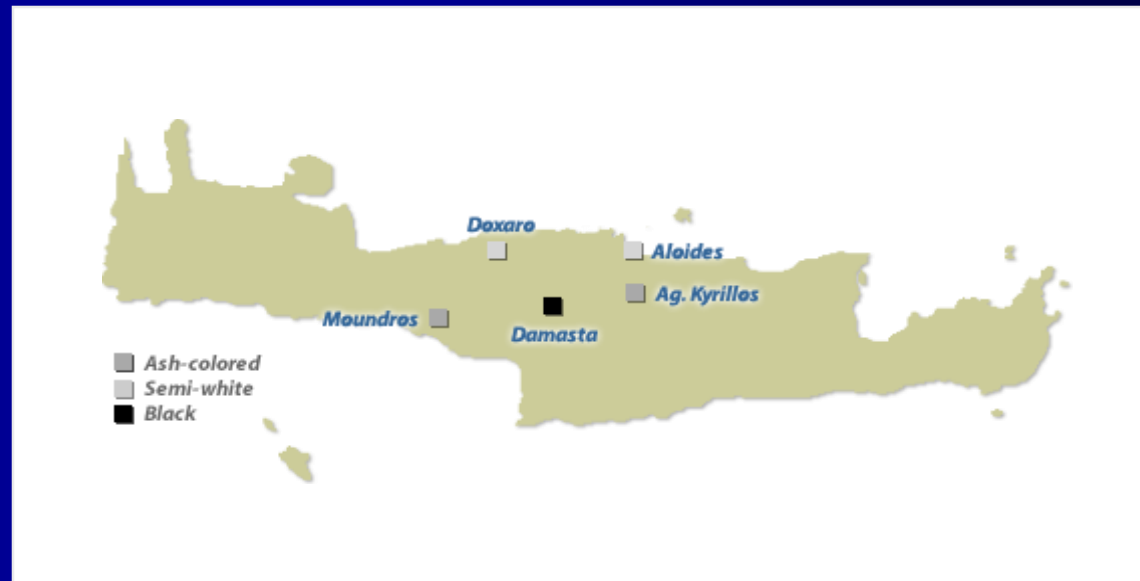 Doxaro
Aloides
Ag. Kyrillos
Moundros
Damasta
Ash-colored
Semi-white
Black